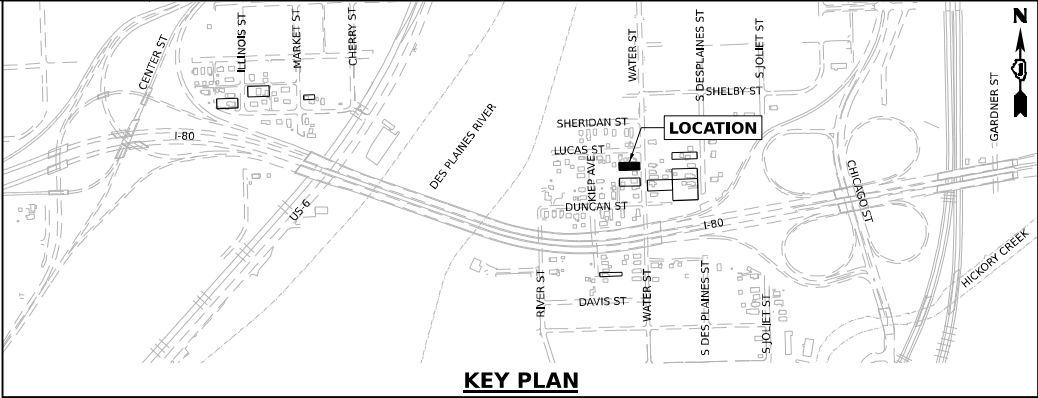 N
CENTER ST
ILLINOIS ST
MARKET ST
CHERRY ST
WATER ST
S DESPLAINES ST
S JOLIET ST
GARDNER ST
SHELBY ST
SHERIDAN ST
LOCATION
I-80
DES PLAINES RIVER
LUCAS ST
KIEP AVE
CHICAGO ST
US-6
DUNCAN ST
I-80
HICKORY CREEK
RIVER ST
DAVIS ST
WATER ST
S DES PLAINES ST
S JOLIET ST
KEY PLAN